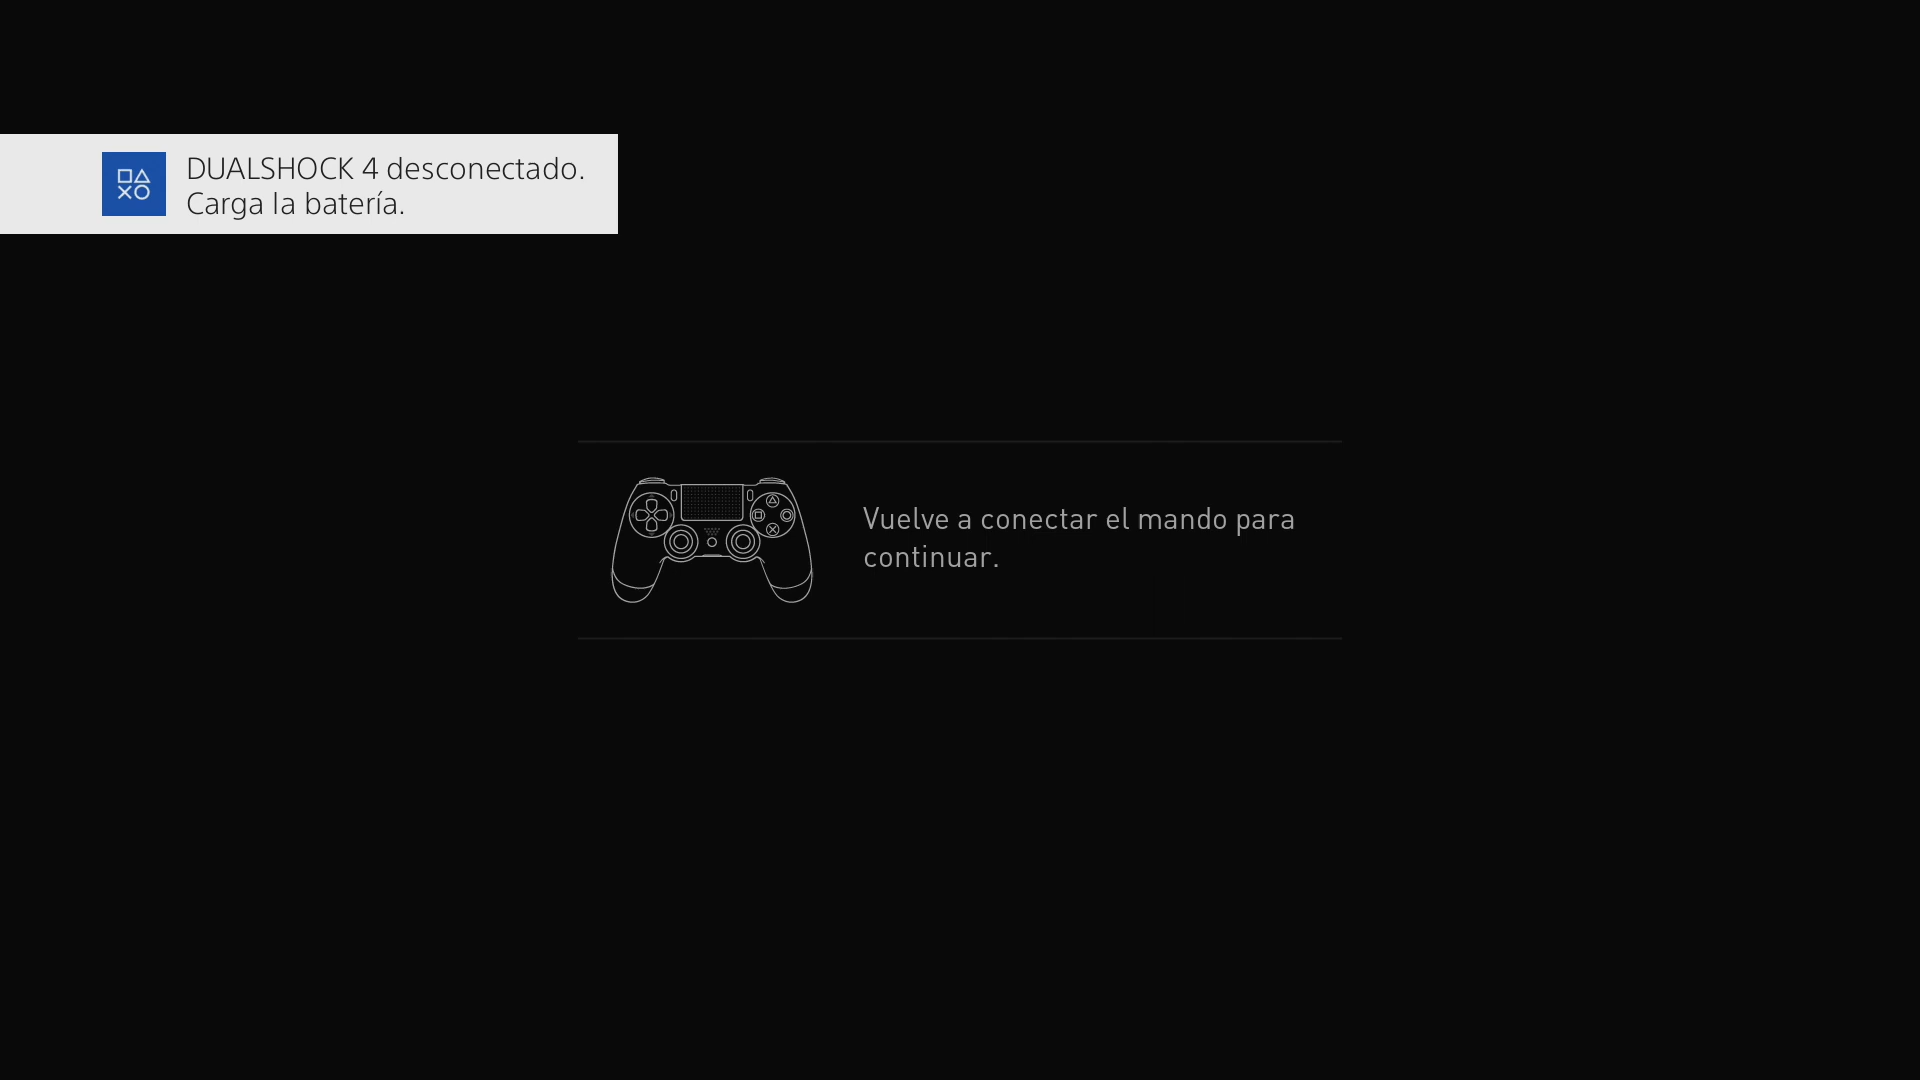 DUALSHOCK 4 desconectado.
Carga la batería.
Vuelve a conectar el mando para
continuar.